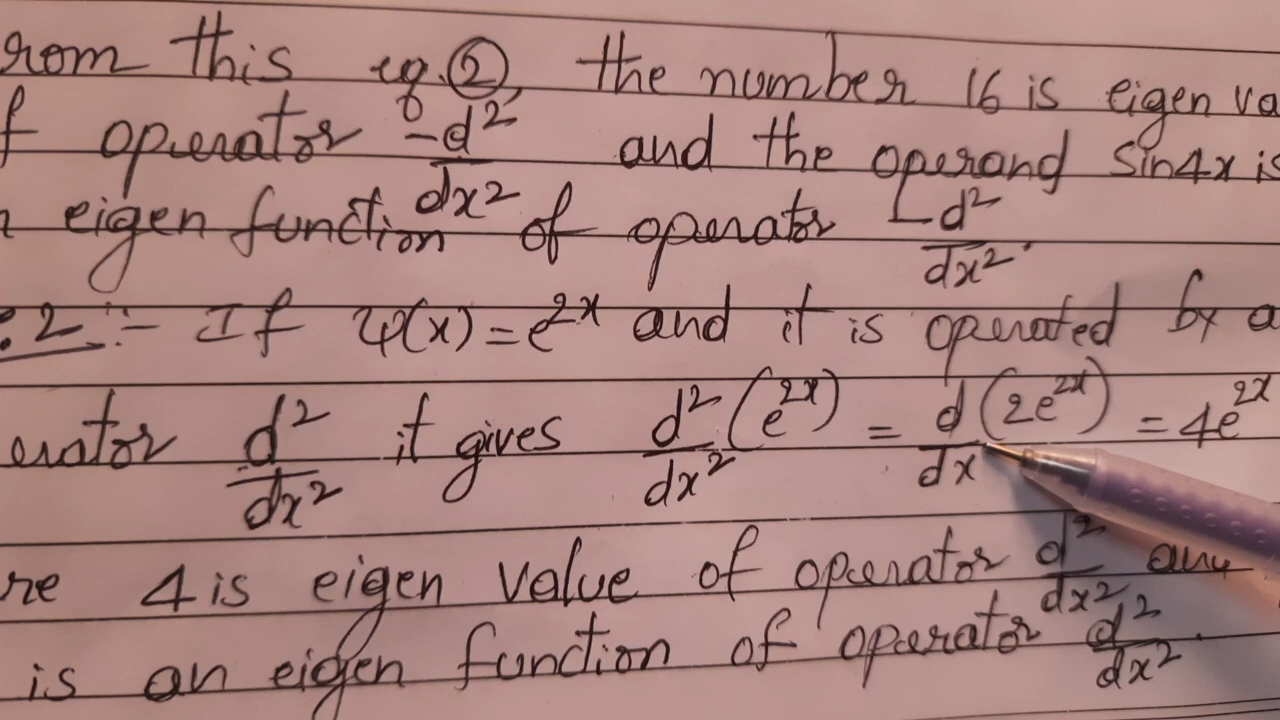 rom this eq. ②, the number 16 is eigen va
f operator -d²/dx² and the operand Sin4x is
n eigen function of operator -d²/dx².
. 2 :- If ψ(x) = e^2x and it is operated by a
erator d²/dx² it gives d²/dx² (e^2x) = d/dx (2e^2x) = 4e^2x
re 4 is eigen value of operator d²/dx² any
is an eigen function of operator d²/dx².